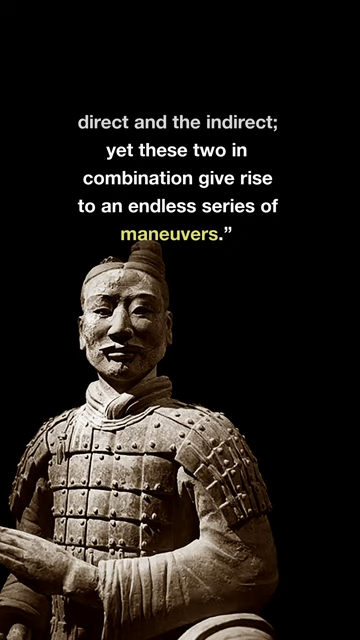 direct and the indirect;
yet these two in
combination give rise
to an endless series of
maneuvers.”